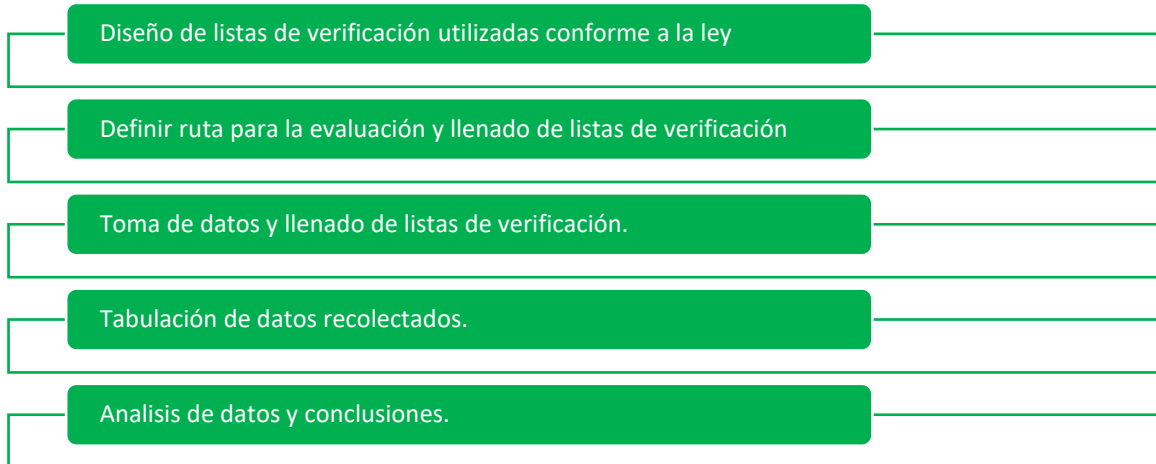 Diseño de listas de verificación utilizadas conforme a la ley
Definir ruta para la evaluación y llenado de listas de verificación
Toma de datos y llenado de listas de verificación.
Tabulación de datos recolectados.
Analisis de datos y conclusiones.